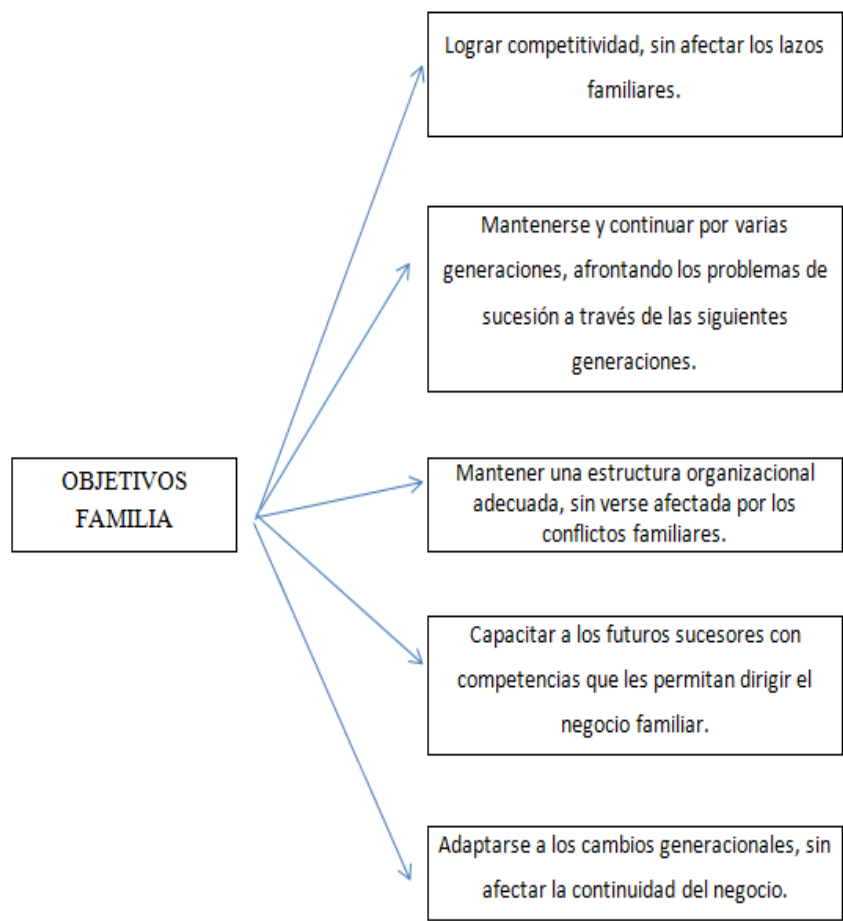 Lograr competitividad, sin afectar los lazos
familiares.
Mantenerse y continuar por varias
generaciones, afrontando los problemas de
sucesión a través de las siguientes
generaciones.
OBJETIVOS
FAMILIA
Mantener una estructura organizacional
adecuada, sin verse afectada por los
conflictos familiares.
Capacitar a los futuros sucesores con
competencias que les permitan dirigir el
negocio familiar.
Adaptarse a los cambios generacionales, sin
afectar la continuidad del negocio.